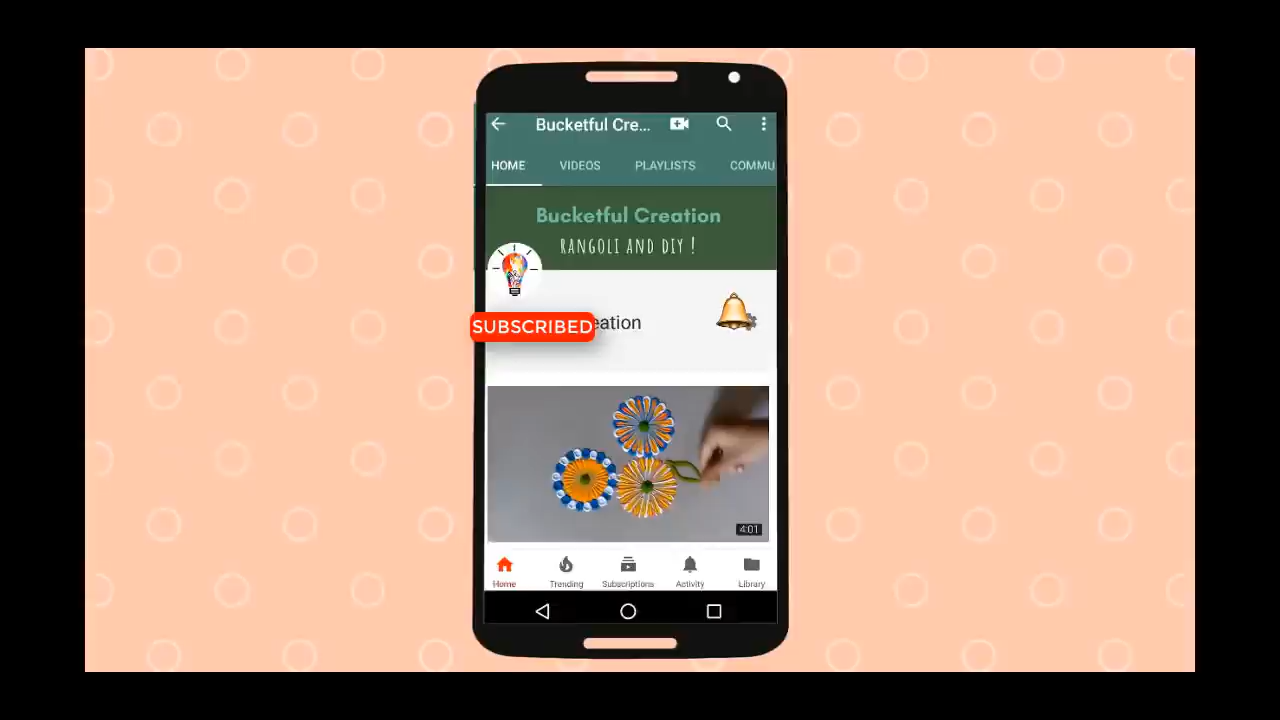 Bucketful Cre...
HOME VIDEOS PLAYLISTS COMMU
Bucketful Creation
RANGOLI AND DIY !
SUBSCRIBED eation
4:01
Home Trending Subscriptions Activity Library